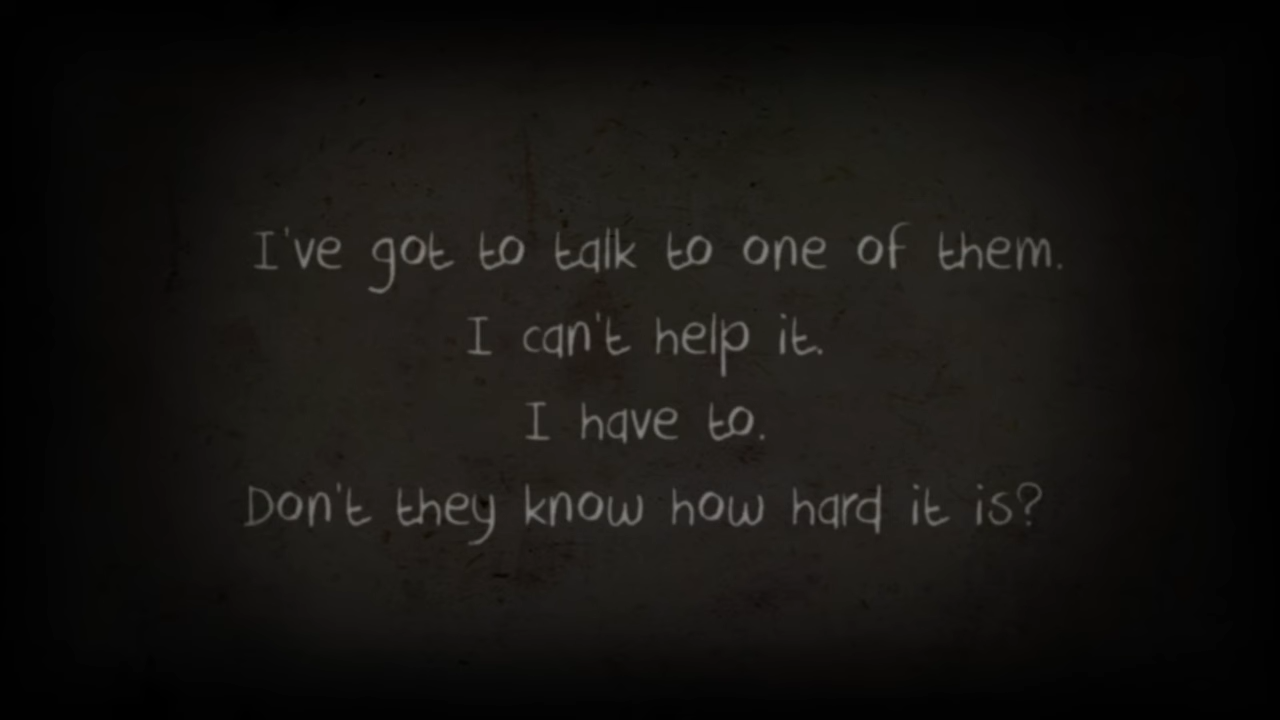 I've got to talk to one of them.
I can't help it.
I have to.
Don't they know how hard it is?